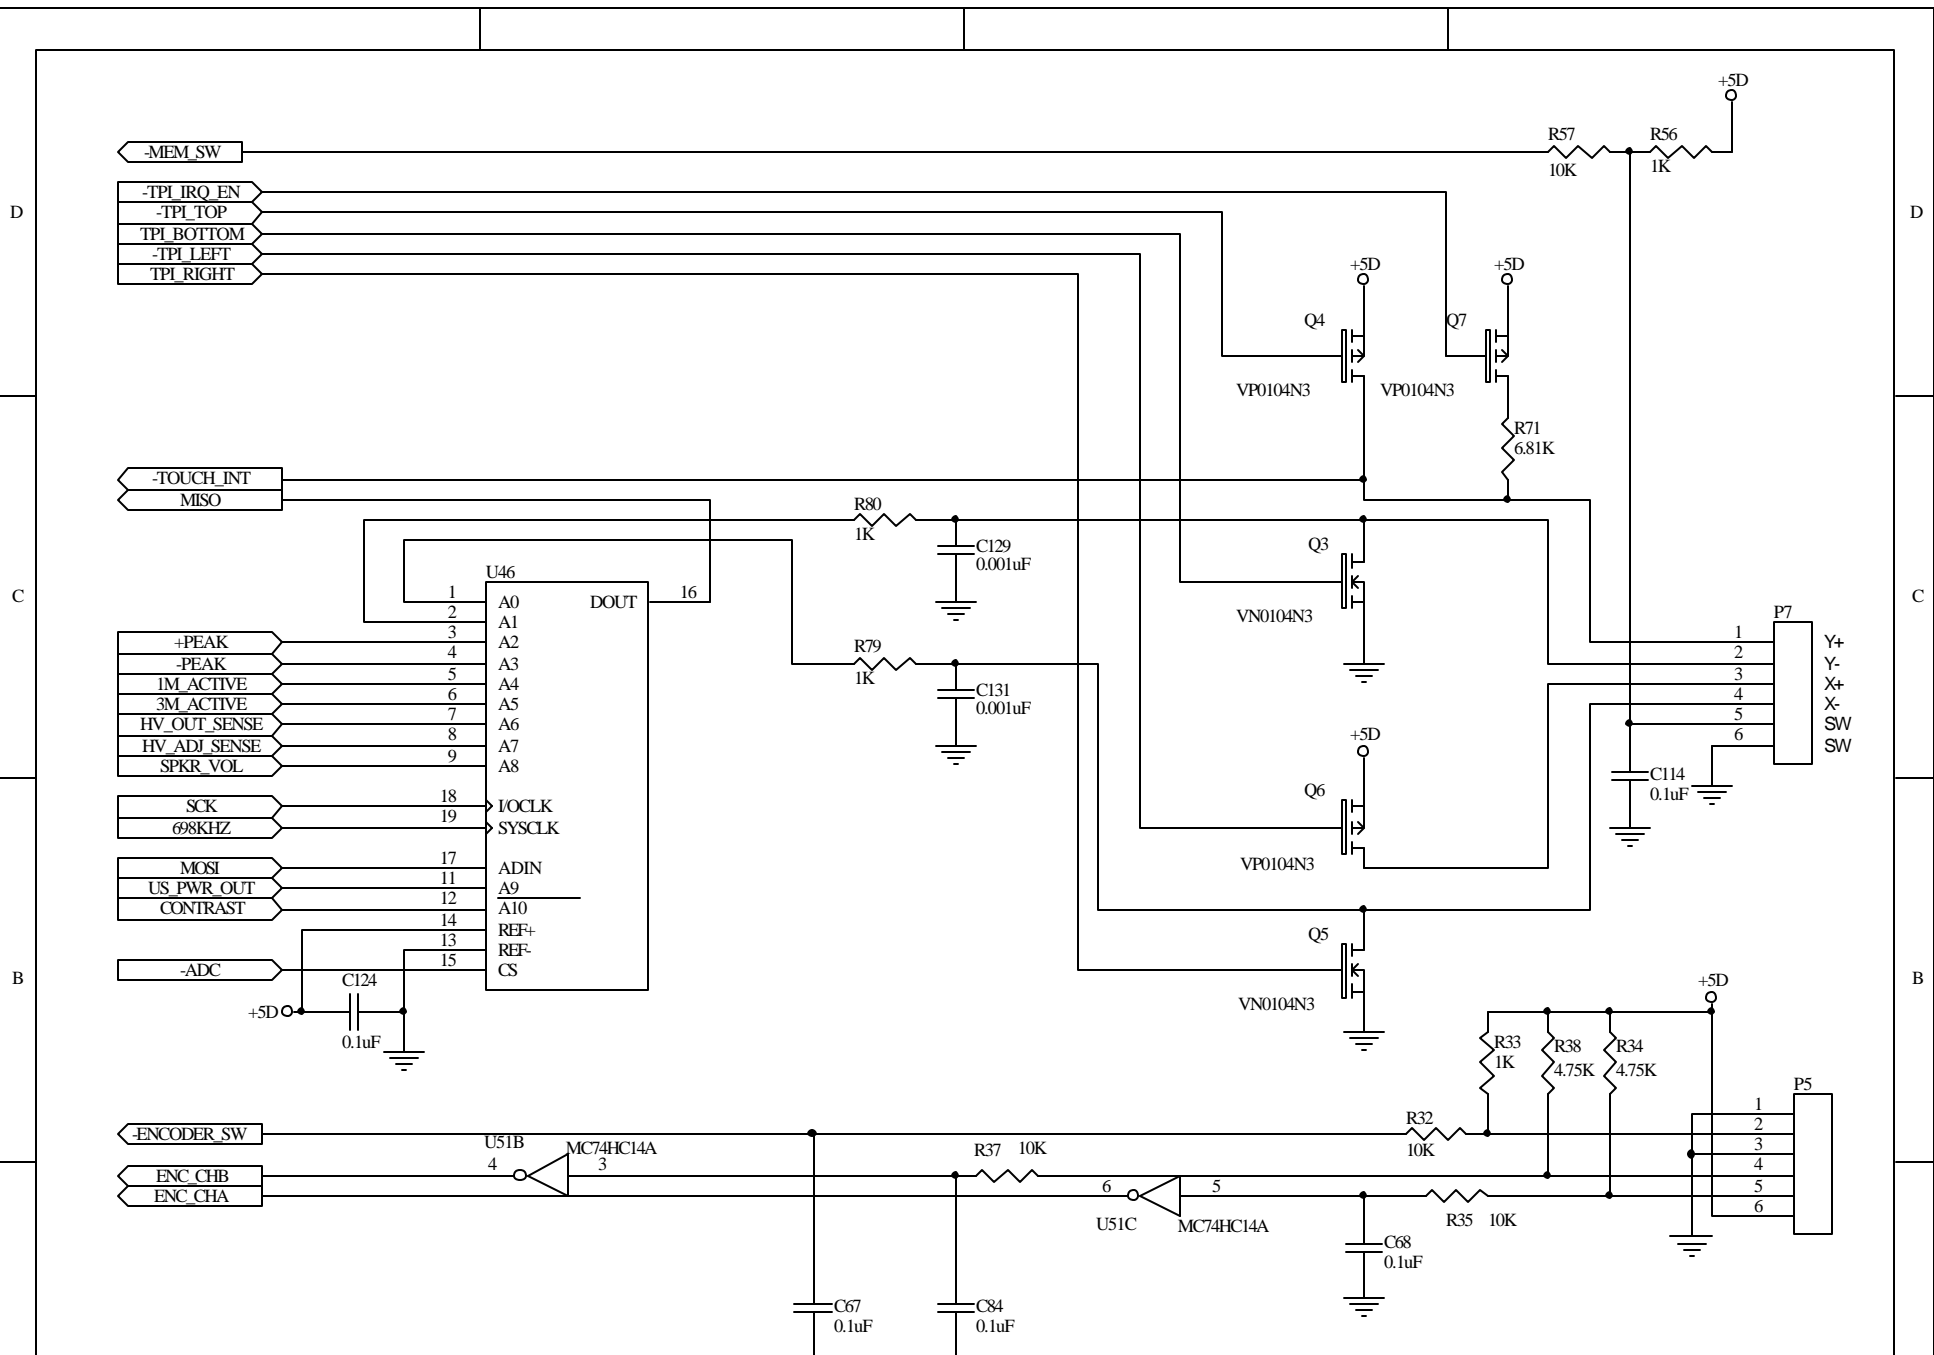 +5D
R57
R56
-MEM_SW
10K
1K
-TPI_IRQ_EN
D
-TPI_TOP
D
TPI_BOTTOM
-TPI_LEFT
TPI_RIGHT
+5D
+5D
Q4
Q7
VP0104N3
VP0104N3
R71
6.81K
-TOUCH_INT
MISO
R80
1K
C129
0.001uF
Q3
U46
C
1
A0
DOUT
16
C
2
A1
VN0104N3
P7
+PEAK
3
A2
1
Y+
-PEAK
4
A3
R79
1K
2
Y-
1M_ACTIVE
5
A4
3
X+
3M_ACTIVE
6
A5
C131
0.001uF
4
X-
HV_OUT_SENSE
7
A6
5
SW
HV_ADJ_SENSE
8
A7
+5D
6
SW
SPKR_VOL
9
A8
C114
0.1uF
SCK
18
I/OCLK
Q6
698KHZ
19
SYSCLK
MOSI
17
ADIN
VP0104N3
US_PWR_OUT
11
A9
CONTRAST
12
A10
14
REF+
Q5
13
REF-
-ADC
15
CS
B
C124
+5D
B
+5D
VN0104N3
0.1uF
R33
1K
R38
4.75K
R34
4.75K
P5
1
-ENCODER_SW
R32
10K
2
U51B
MC74HC14A
R37
10K
3
ENC_CHB
4
3
4
ENC_CHA
6
5
5
U51C
MC74HC14A
R35
10K
6
C68
0.1uF
C67
0.1uF
C84
0.1uF